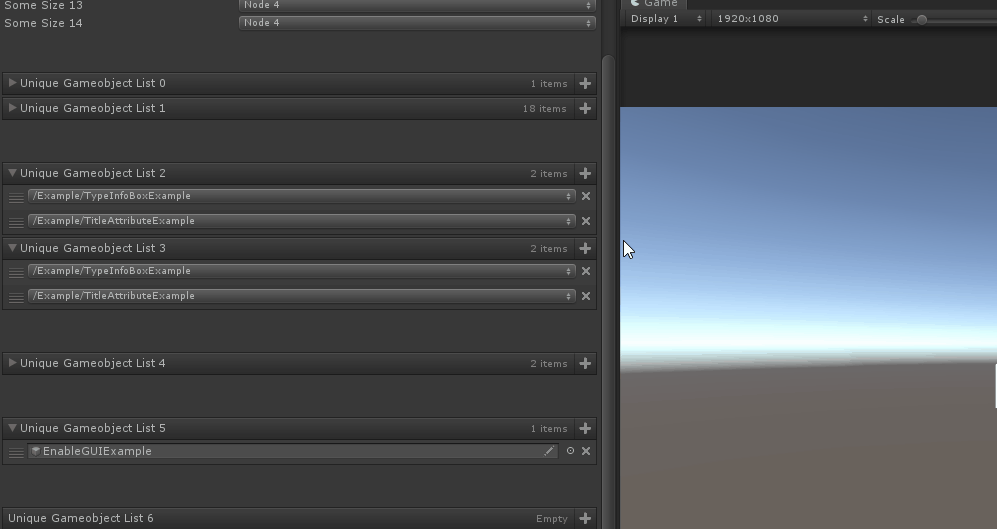 Some Size 13 Node 4
Some Size 14 Node 4
Unique Gameobject List 0 1 items
Unique Gameobject List 1 18 items
Unique Gameobject List 2 2 items
/Example/TypeInfoBoxExample
/Example/TitleAttributeExample
Unique Gameobject List 3 2 items
/Example/TypeInfoBoxExample
/Example/TitleAttributeExample
Unique Gameobject List 4 2 items
Unique Gameobject List 5 1 items
EnableGUIExample
Unique Gameobject List 6 Empty
Game
Display 1 1920x1080 Scale